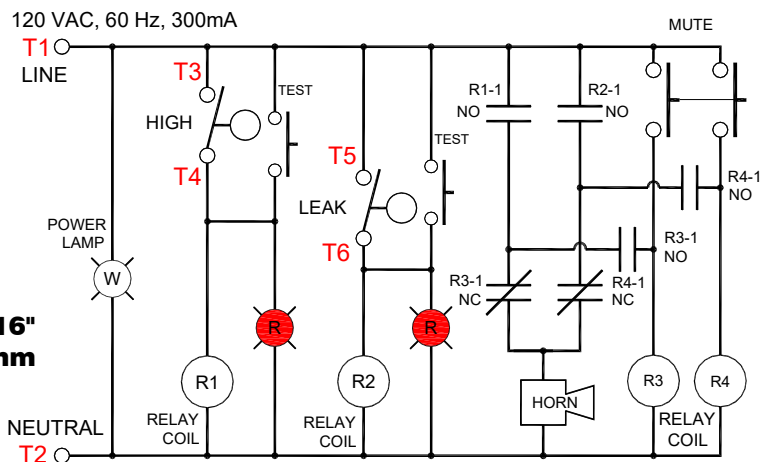 120 VAC, 60 Hz, 300mA
T1
LINE
MUTE
T3
TEST
R1-1
NO
R2-1
NO
HIGH
T4
T5
TEST
LEAK
T6
R4-1
NO
POWER
LAMP
W
R3-1
NO
R3-1
NC
R4-1
NC
16"
mm
R
R
R1
R2
HORN
R3
R4
RELAY
COIL
RELAY
COIL
RELAY
COIL
NEUTRAL
T2